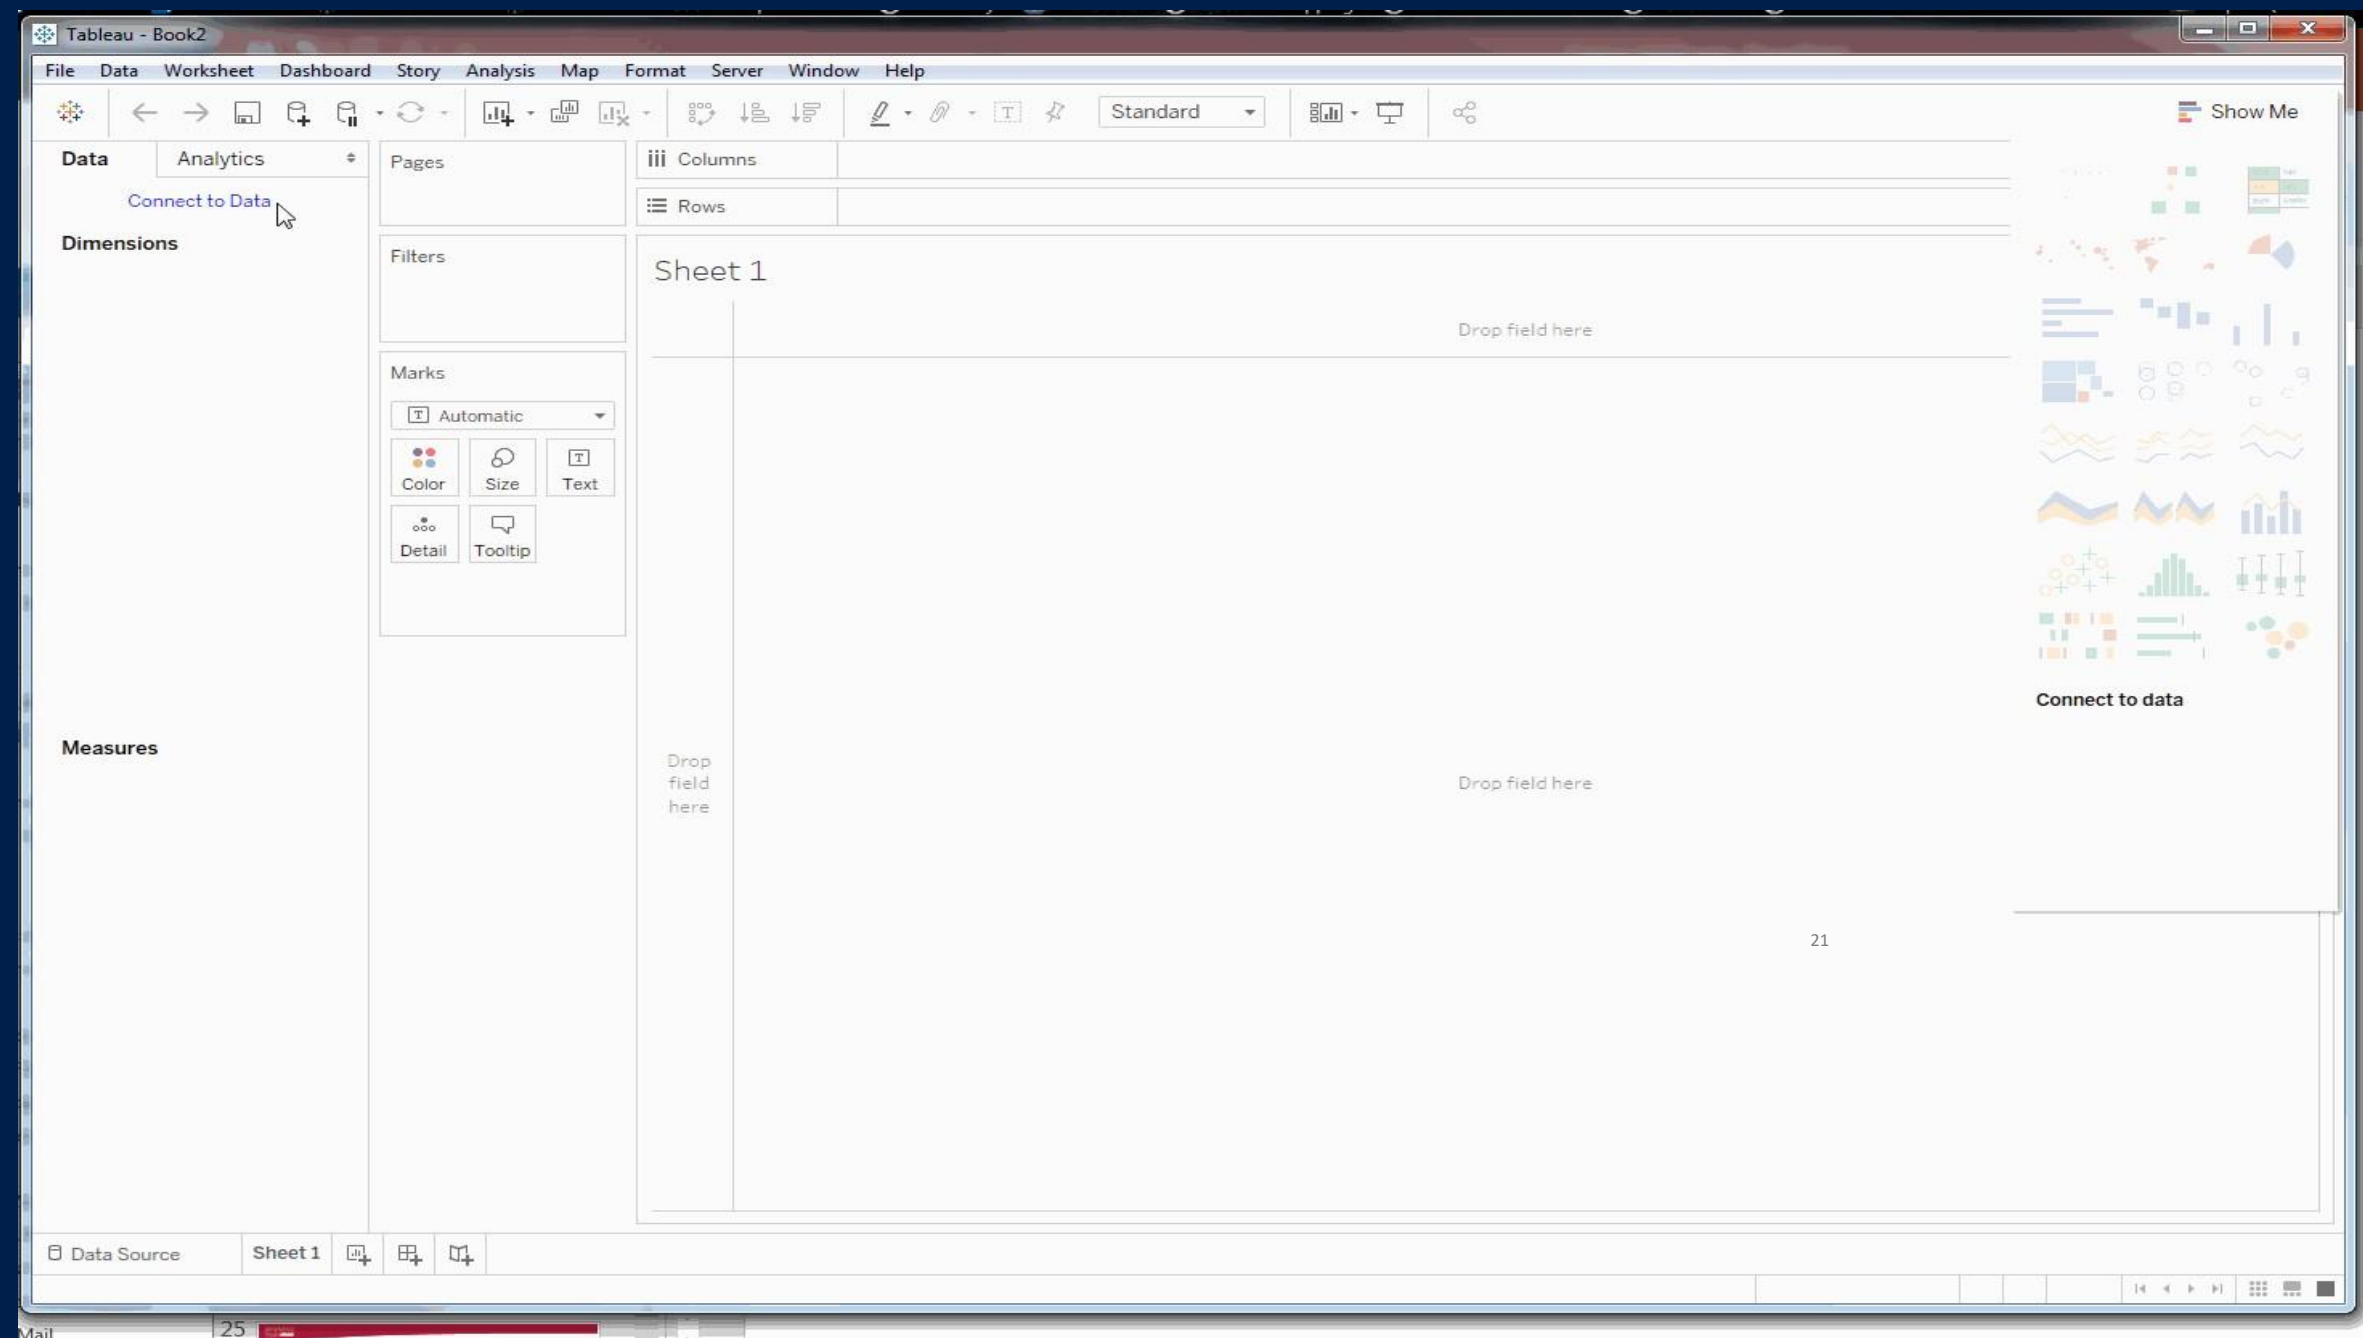 Tableau - Book2
File Data Worksheet Dashboard Story Analysis Map Format Server Window Help
Standard
Show Me
Data Analytics
Connect to Data
Dimensions
Measures
Pages
Filters
Marks
Automatic
Color Size Text
Detail Tooltip
Columns
Rows
Sheet 1
Drop field here
Drop
field
here
Drop field here
Connect to data
21
Data Source Sheet 1
Mail
25